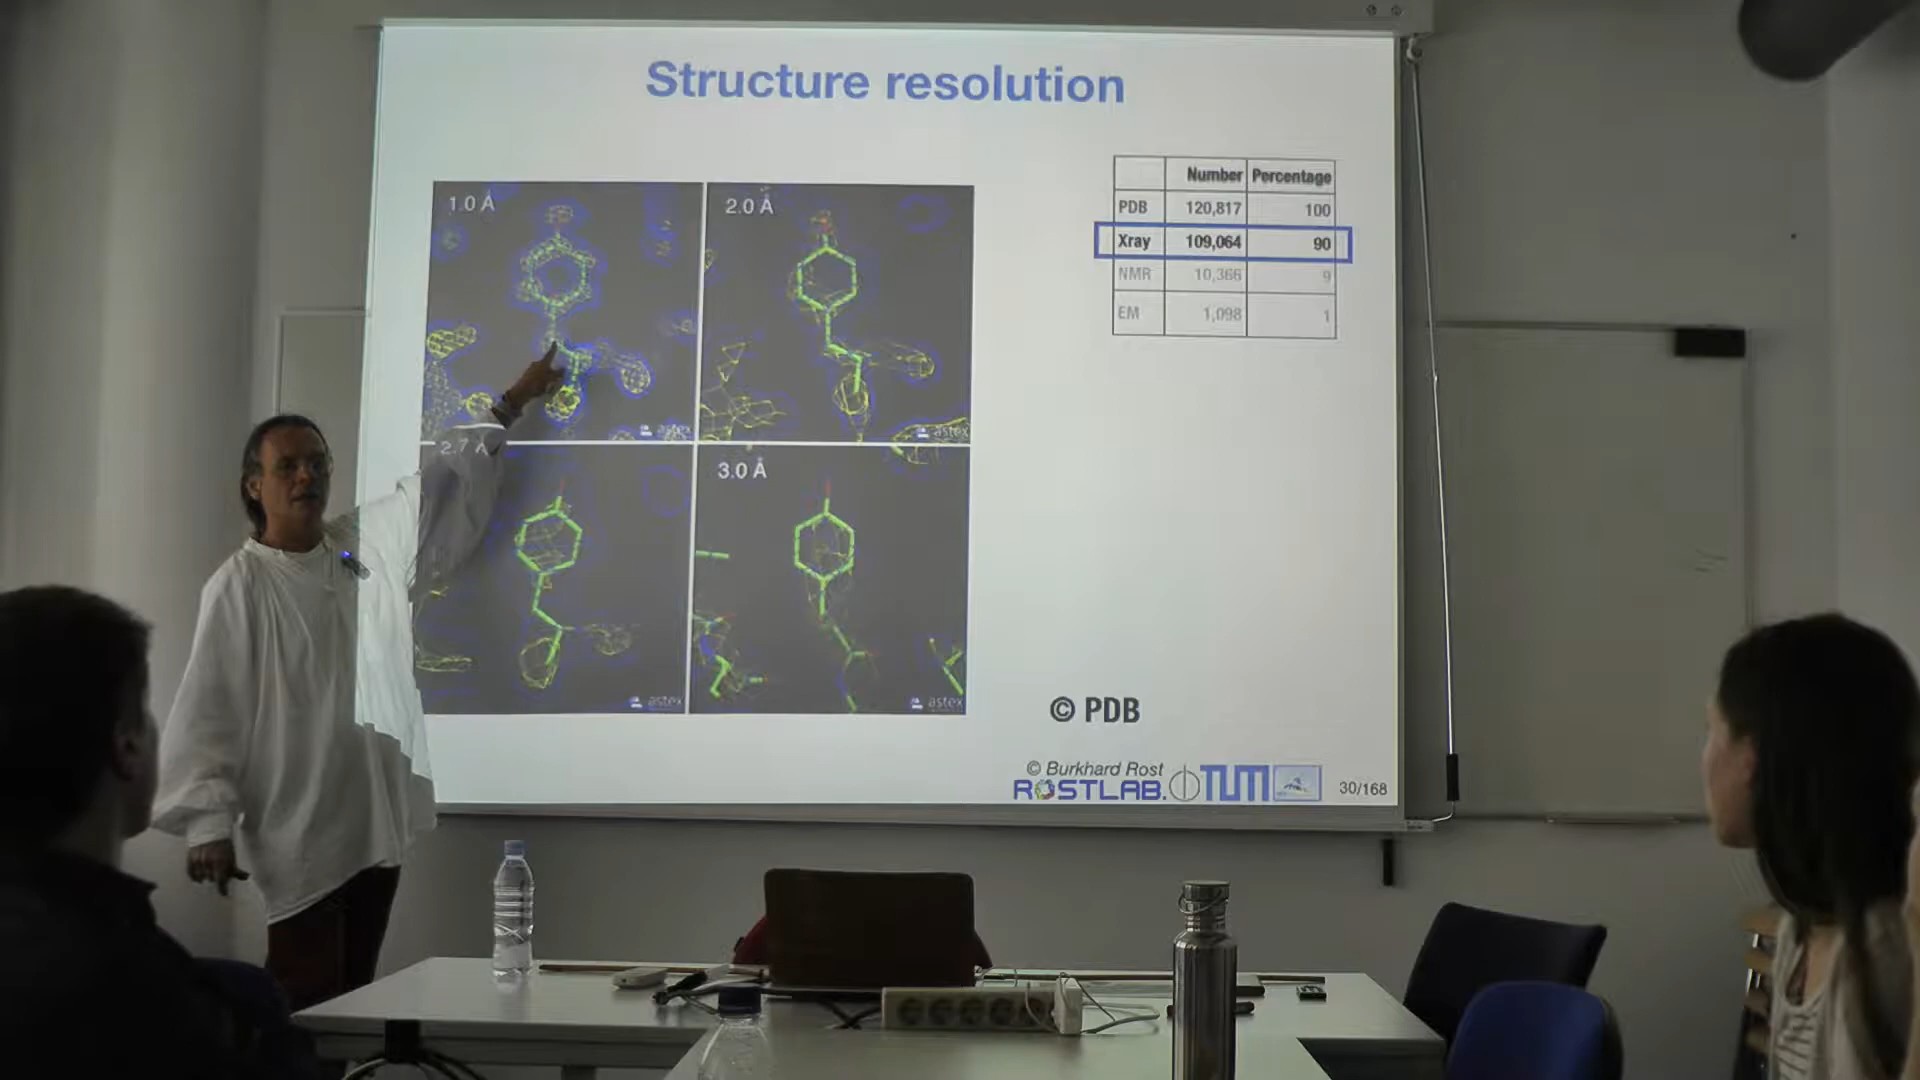 Structure resolution
1.0 Å
2.0 Å
astex
astex
2.7 Å
3.0 Å
astex
astex
Number Percentage
PDB 120,817 100
Xray 109,064 90
NMR 10,366 9
EM 1,098 1
© PDB
© Burkhard Rost
ROSTLAB. TUM
30/168